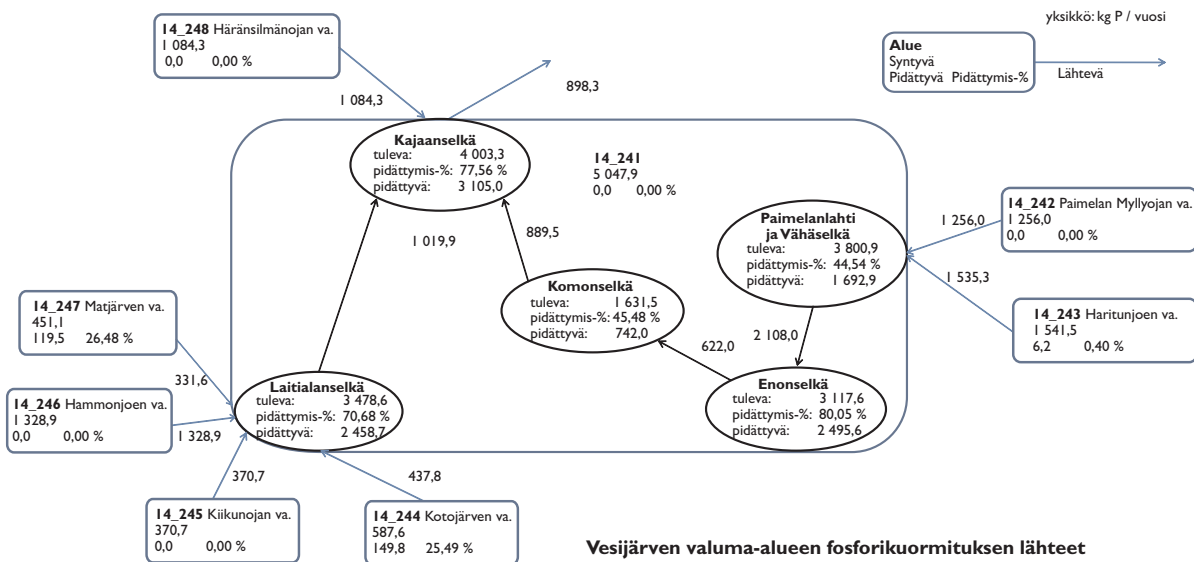 yksikkö: kg P / vuosi
14_248 Häränsilmänojan va.
1 084,3
0,0 0,00 %
Alue
Syntyvä
Pidättyvä Pidättymis-%
Lähtevä
1 084,3
898,3
Kajaanselkä
tuleva: 4 003,3
pidättymis-%: 77,56 %
pidättyvä: 3 105,0
14_241
5 047,9
0,0 0,00 %
14_242 Paimelan Myllyojan va.
1 256,0
0,0 0,00 %
1 256,0
Paimelanlahti
ja Vähäselkä
tuleva: 3 800,9
pidättymis-%: 44,54 %
pidättyvä: 1 692,9
1 019,9
889,5
1 535,3
Komonselkä
tuleva: 1 631,5
pidättymis-%: 45,48 %
pidättyvä: 742,0
14_247 Matjärven va.
451,1
119,5 26,48 %
14_243 Haritunjoen va.
1 541,5
6,2 0,40 %
2 108,0
622,0
331,6
Laitialanselkä
tuleva: 3 478,6
pidättymis-%: 70,68 %
pidättyvä: 2 458,7
Enonselkä
tuleva: 3 117,6
pidättymis-%: 80,05 %
pidättyvä: 2 495,6
14_246 Hammonjoen va.
1 328,9
0,0 0,00 %
1 328,9
370,7
437,8
14_245 Kiikunojan va.
370,7
0,0 0,00 %
14_244 Kotojärven va.
587,6
149,8 25,49 %
Vesijärven valuma-alueen fosforikuormituksen lähteet